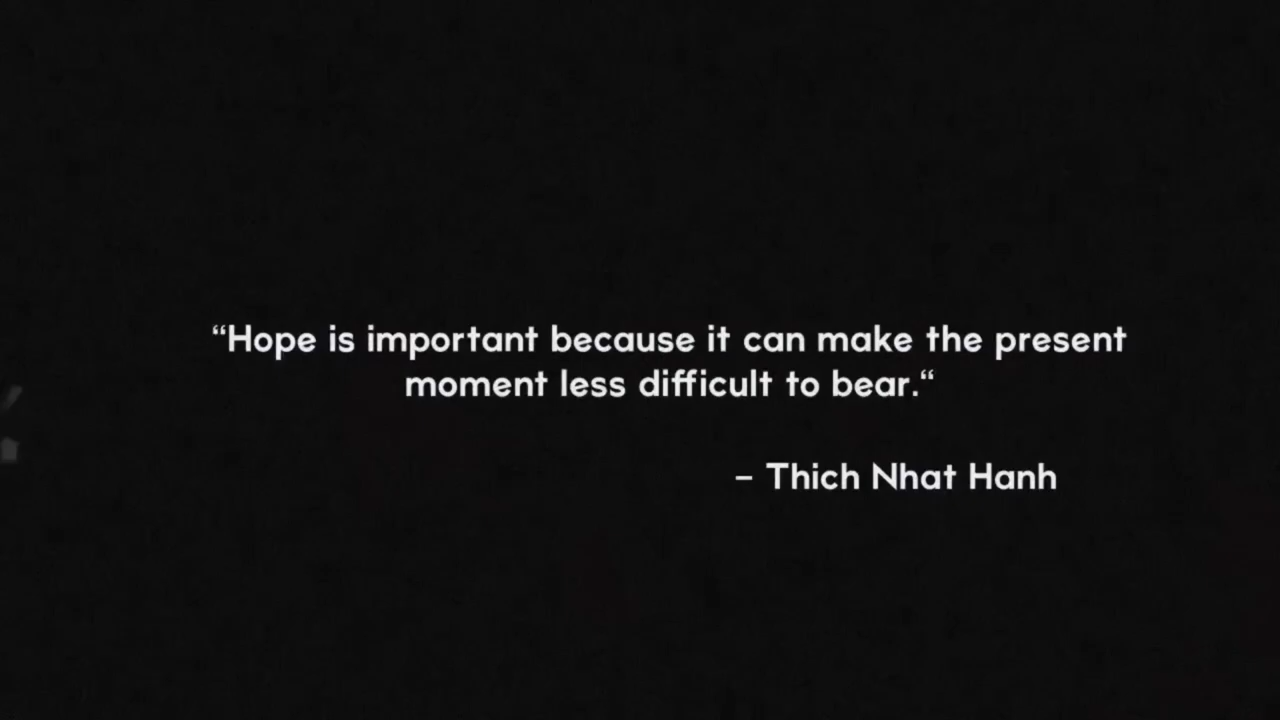 “Hope is important because it can make the present
moment less difficult to bear.“
– Thich Nhat Hanh